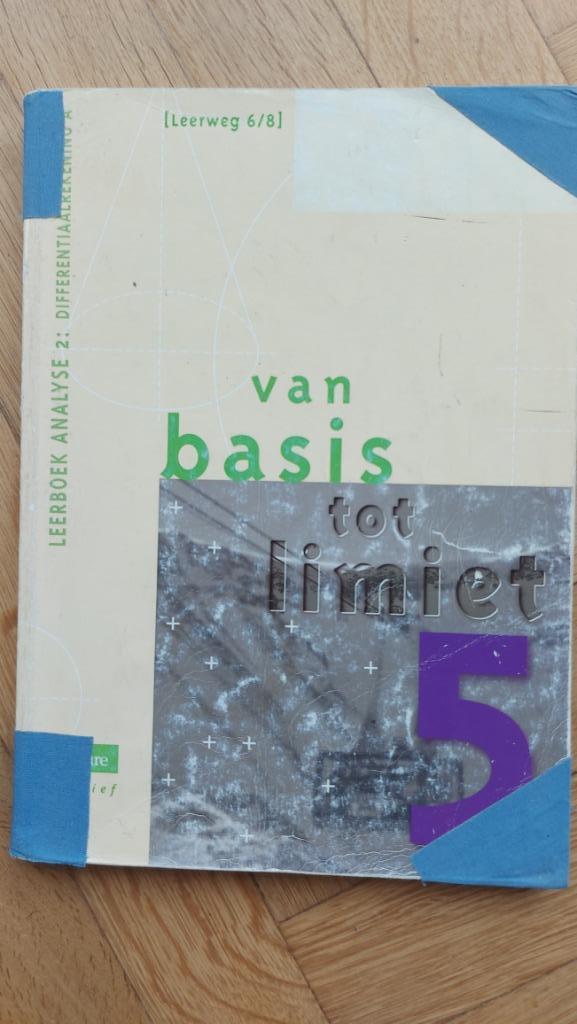 [Leerweg 6/8]
LEERBOEK ANALYSE 2: DIFFERENTIAALREKENING A
van
basis
tot
limiet
5